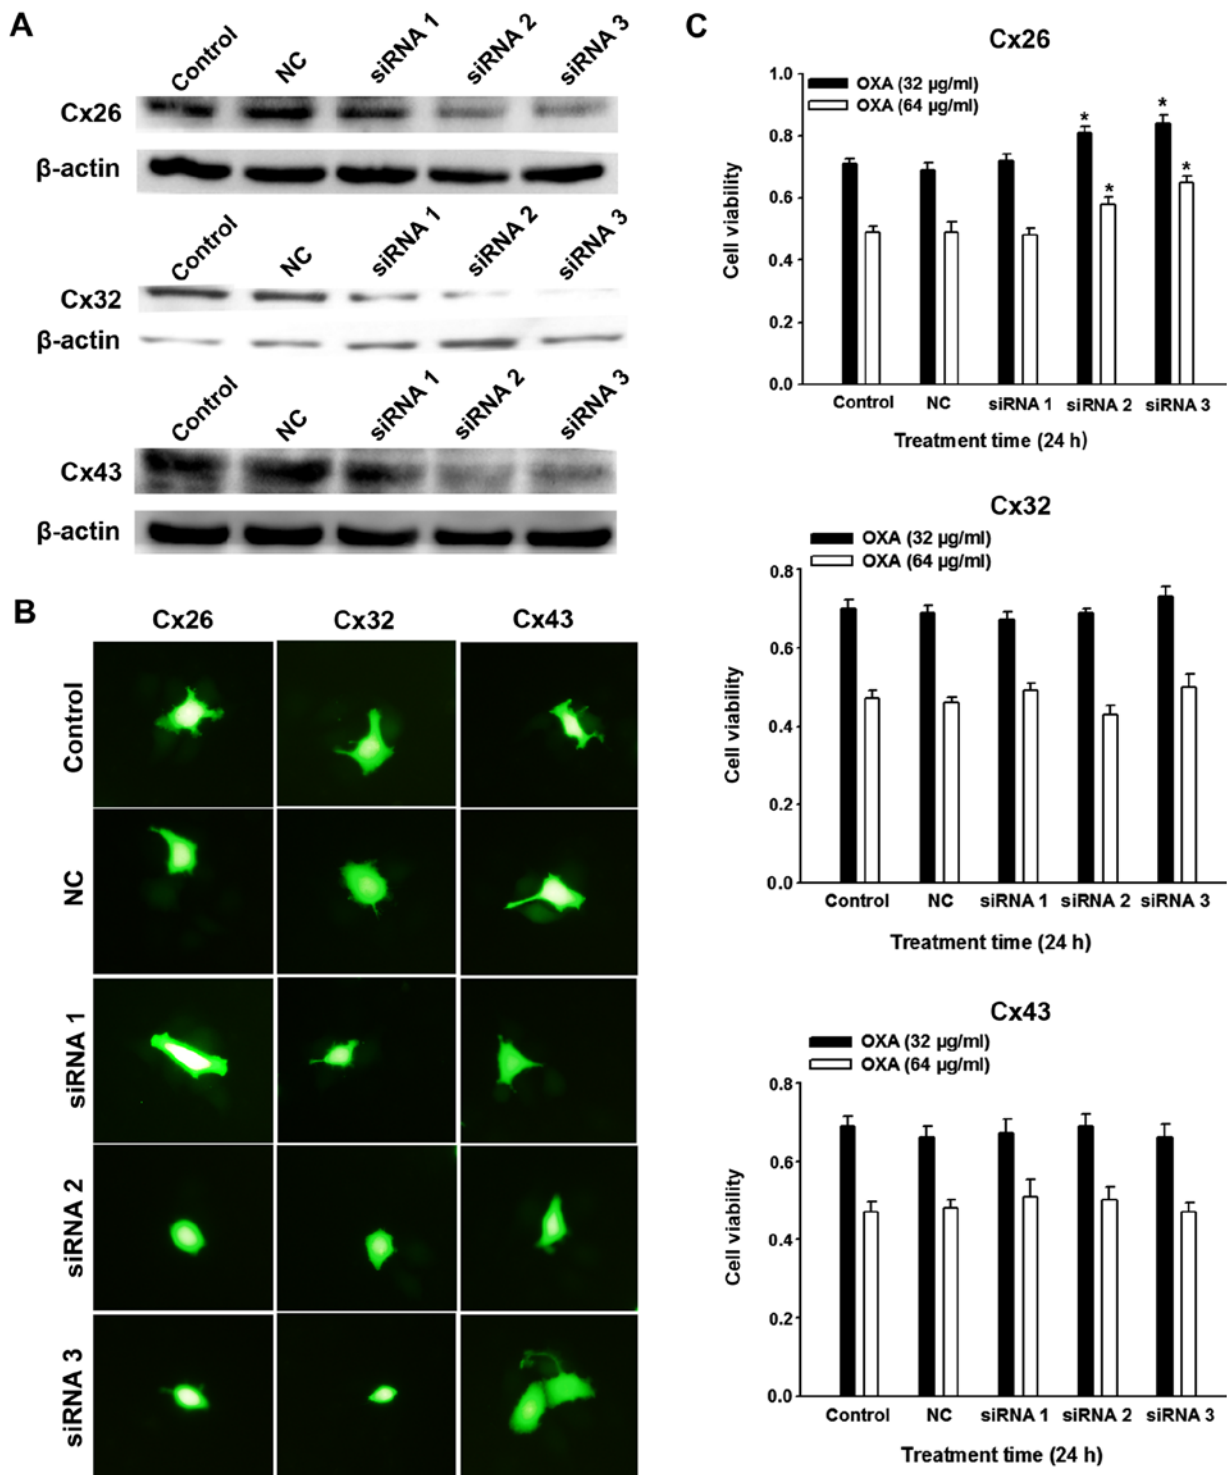 A
Control NC siRNA 1 siRNA 2 siRNA 3
Cx26
β-actin
Control NC siRNA 1 siRNA 2 siRNA 3
Cx32
β-actin
Control NC siRNA 1 siRNA 2 siRNA 3
Cx43
β-actin
B
Cx26 Cx32 Cx43
Control
NC
siRNA 1
siRNA 2
siRNA 3
C
Cx26
OXA (32 µg/ml)
OXA (64 µg/ml)
Cell viability
1.0
0.8
0.6
0.4
0.2
0.0
* * * *
Control NC siRNA 1 siRNA 2 siRNA 3
Treatment time (24 h)
Cx32
OXA (32 µg/ml)
OXA (64 µg/ml)
Cell viability
0.8
0.6
0.4
0.2
0.0
Control NC siRNA 1 siRNA 2 siRNA 3
Treatment time (24 h)
Cx43
OXA (32 µg/ml)
OXA (64 µg/ml)
Cell viability
0.8
0.6
0.4
0.2
0.0
Control NC siRNA 1 siRNA 2 siRNA 3
Treatment time (24 h)